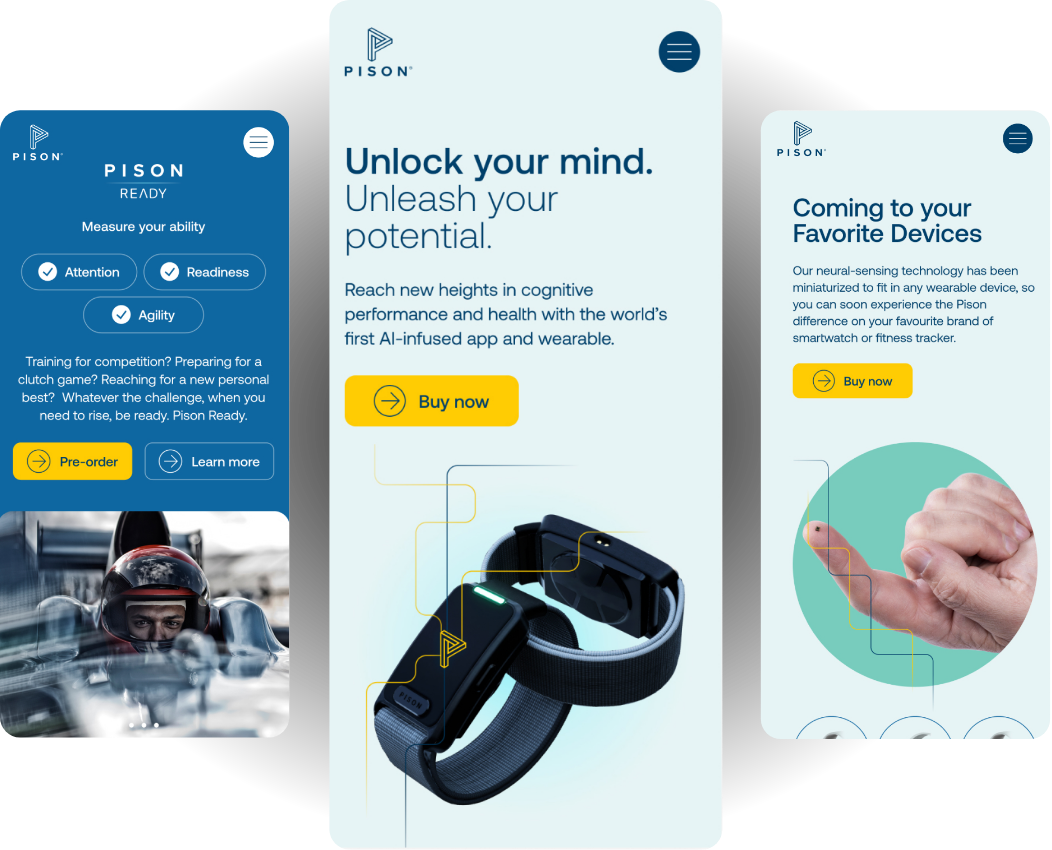 PISON®
PISON
READY
Measure your ability
Attention
Readiness
Agility
Training for competition? Preparing for a
clutch game? Reaching for a new personal
best? Whatever the challenge, when you
need to rise, be ready. Pison Ready.
Pre-order
Learn more
PISON®
Unlock your mind.
Unleash your
potential.
Reach new heights in cognitive
performance and health with the world’s
first AI-infused app and wearable.
Buy now
PISON
PISON®
Coming to your
Favorite Devices
Our neural-sensing technology has been
miniaturized to fit in any wearable device, so
you can soon experience the Pison
difference on your favourite brand of
smartwatch or fitness tracker.
Buy now